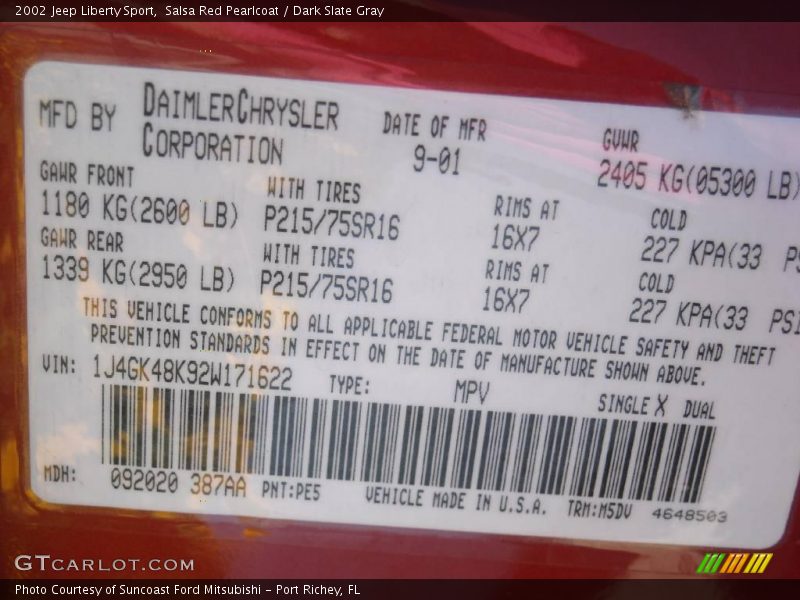 2002 Jeep Liberty Sport, Salsa Red Pearlcoat / Dark Slate Gray
MFD BY DAIMLERCHRYSLER CORPORATION
DATE OF MFR
9-01
GVWR
2405 KG(05300 LB)
GAWR FRONT
1180 KG(2600 LB)
WITH TIRES
P215/75SR16
RIMS AT
16X7
COLD
227 KPA(33 PS
GAWR REAR
1339 KG(2950 LB)
WITH TIRES
P215/75SR16
RIMS AT
16X7
COLD
227 KPA(33 PSI
THIS VEHICLE CONFORMS TO ALL APPLICABLE FEDERAL MOTOR VEHICLE SAFETY AND THEFT
PREVENTION STANDARDS IN EFFECT ON THE DATE OF MANUFACTURE SHOWN ABOVE.
VIN: 1J4GK48K92W171622 TYPE: MPV SINGLE X DUAL
MDH: 092020 387AA PNT:PE5 VEHICLE MADE IN U.S.A. TRM:M5DV 4648503
GTCARLOT.COM
Photo Courtesy of Suncoast Ford Mitsubishi - Port Richey, FL